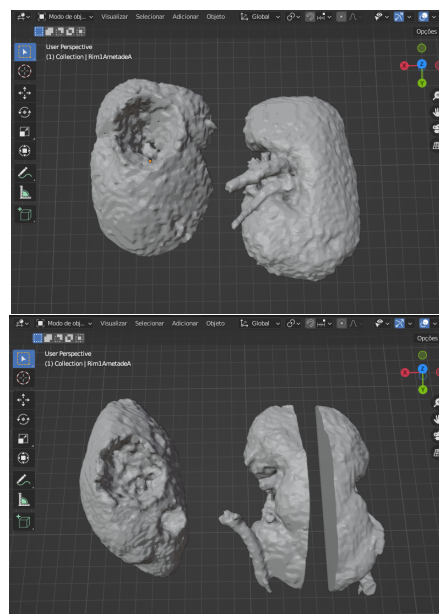 Modo de obj... Visualizar Selecionar Adicionar Objeto Global
Opções
X Z
Y
User Perspective
(1) Collection | Rim1AmetadeA
Modo de obj... Visualizar Selecionar Adicionar Objeto Global
Opções
X Z
Y
User Perspective
(1) Collection | Rim1AmetadeA